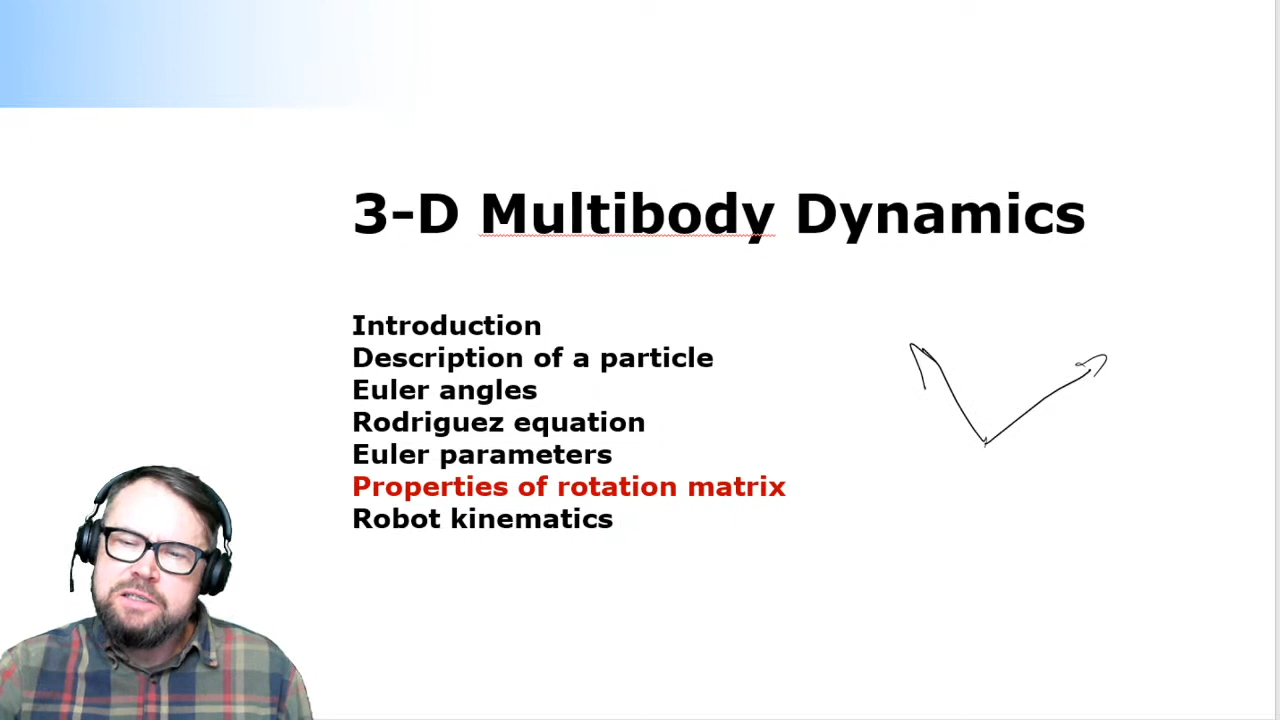 3-D Multibody Dynamics
Introduction
Description of a particle
Euler angles
Rodriguez equation
Euler parameters
Properties of rotation matrix
Robot kinematics